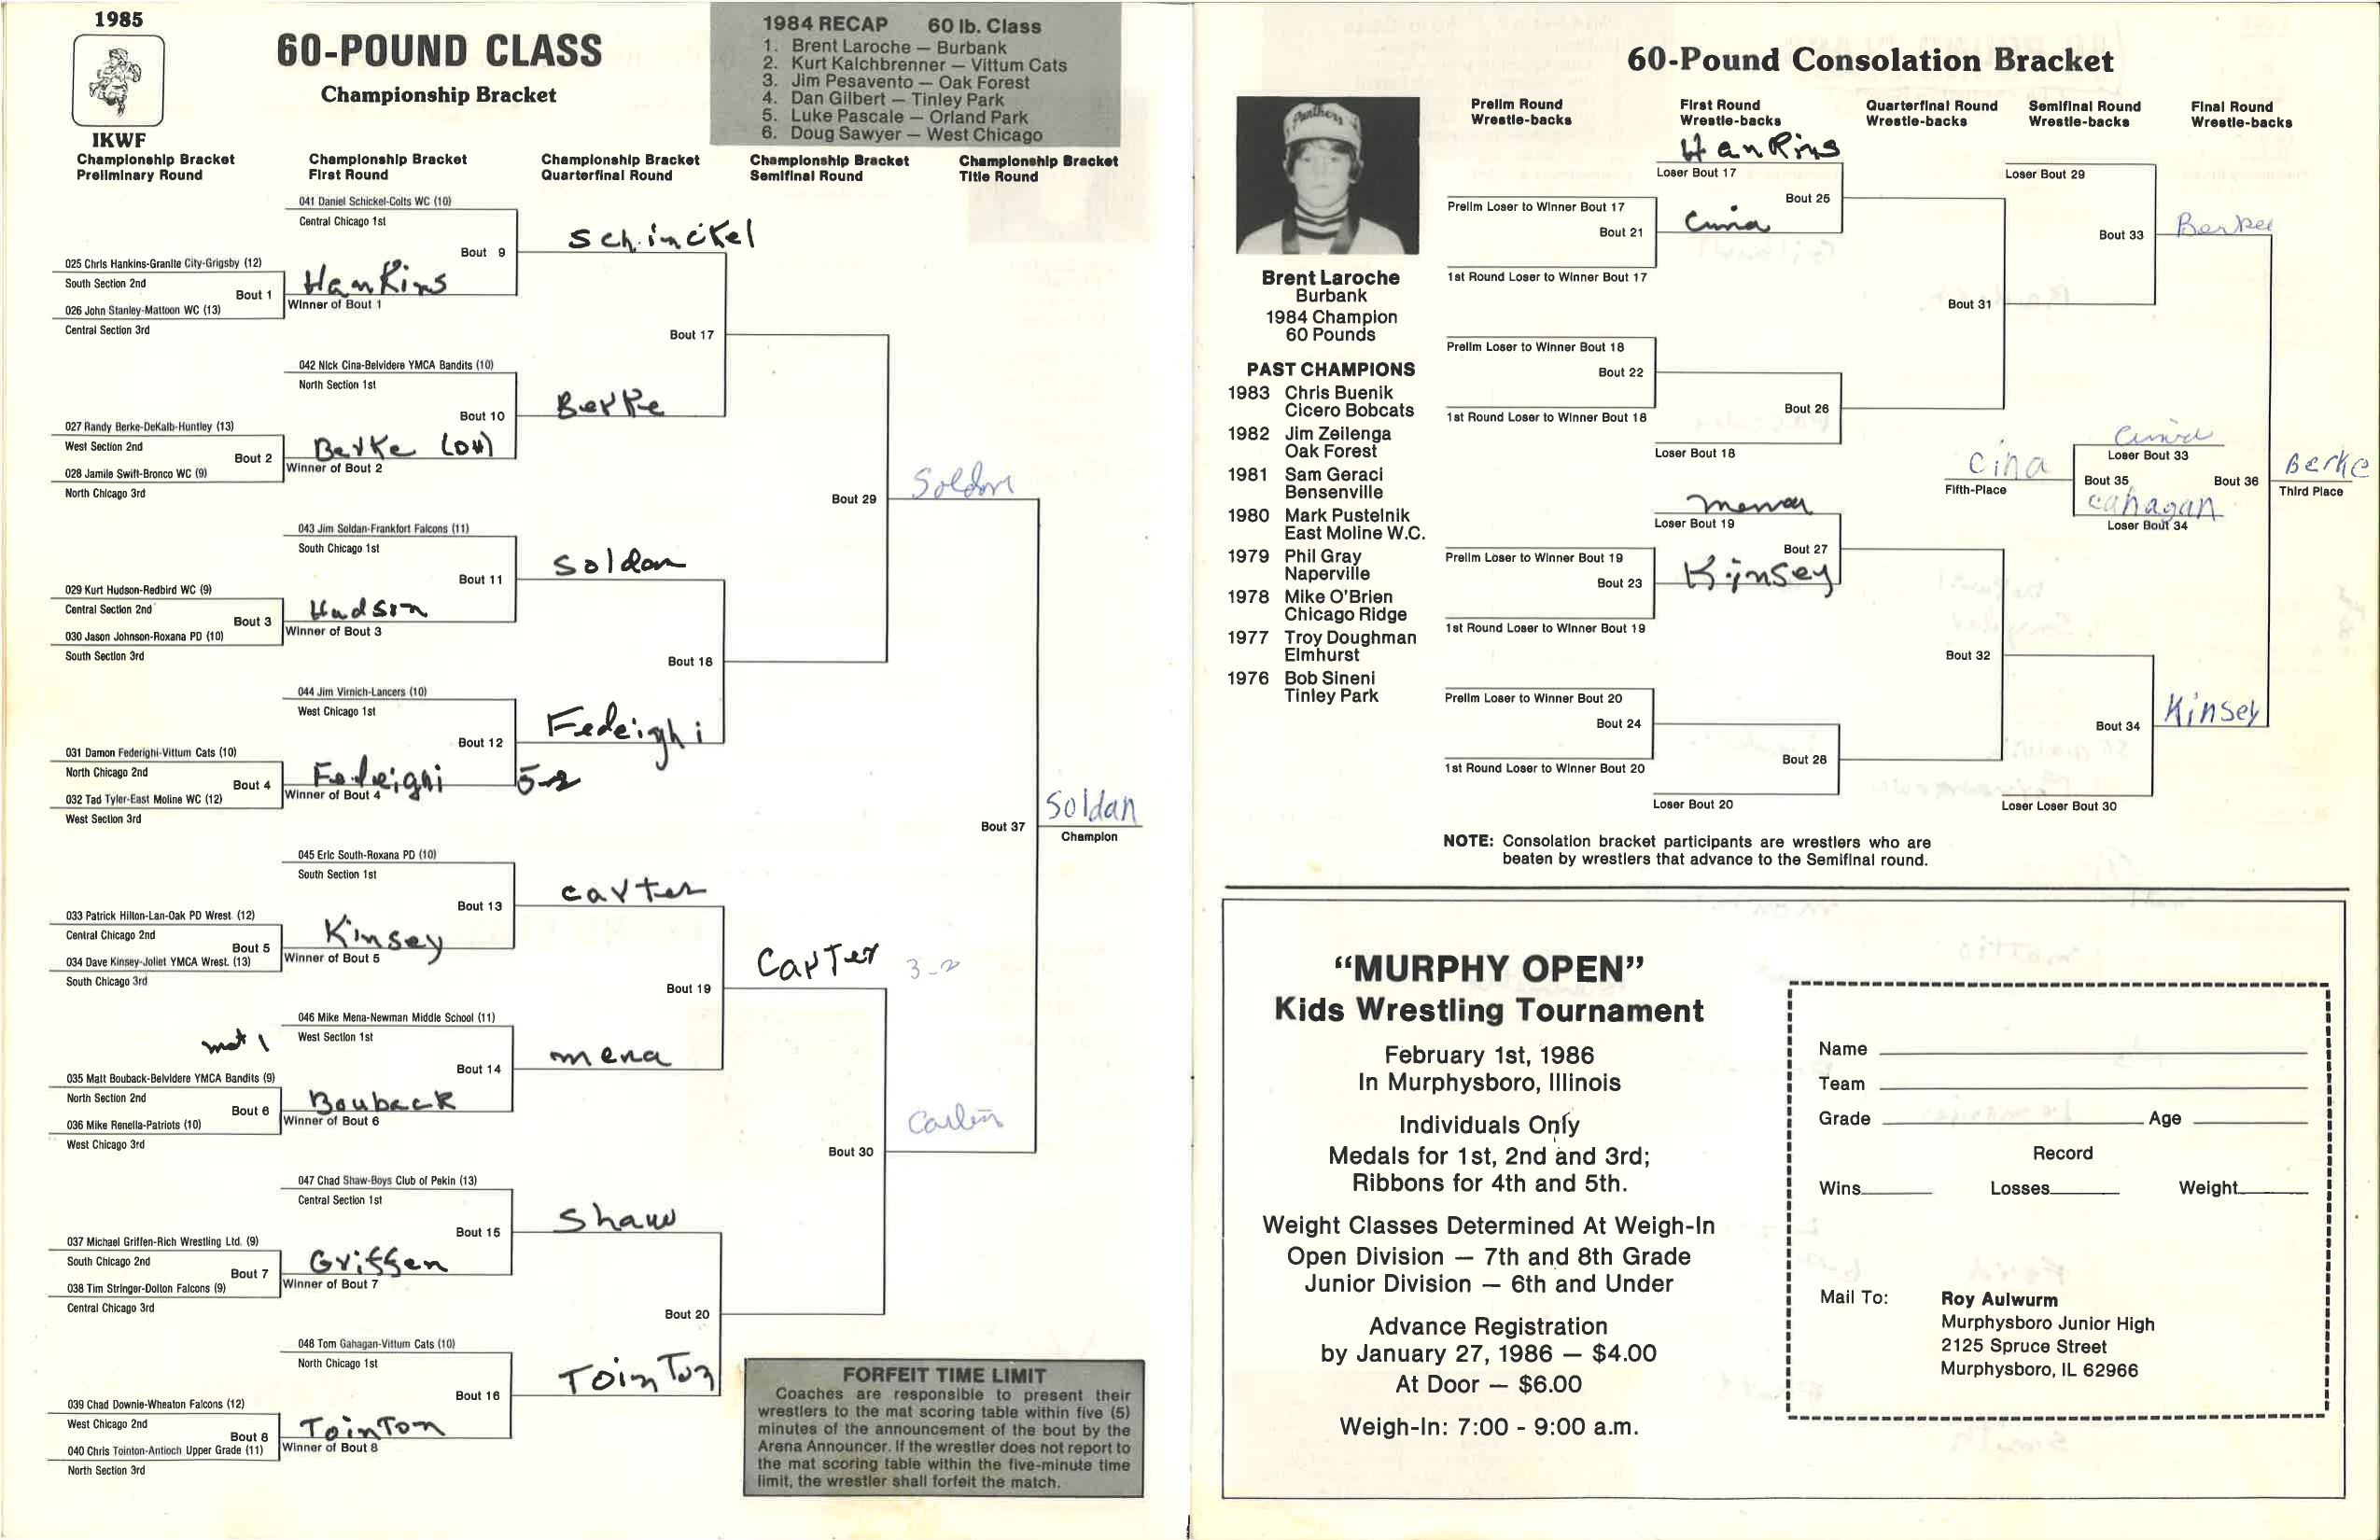 1985
IKWF
60-POUND CLASS
Championship Bracket
1984 RECAP 60 lb. Class
1. Brent Laroche — Burbank
2. Kurt Kalchbrenner — Vittum Cats
3. Jim Pesavento — Oak Forest
4. Dan Gilbert — Tinley Park
5. Luke Pascale — Orland Park
6. Doug Sawyer — West Chicago
Championship Bracket
Preliminary Round
Championship Bracket
First Round
Championship Bracket
Quarterfinal Round
Championship Bracket
Semifinal Round
Championship Bracket
Title Round
041 Daniel Schickel-Colts WC (10)
Central Chicago 1st
Bout 9
Schinckel
025 Chris Hankins-Granite City-Grigsby (12)
South Section 2nd
Bout 1
Hankins
Winner of Bout 1
026 John Stanley-Mattoon WC (13)
Central Section 3rd
Bout 17
042 Nick Cina-Belvidere YMCA Bandits (10)
North Section 1st
Bout 10
Berke
027 Randy Berke-DeKalb-Huntley (13)
West Section 2nd
Bout 2
Berke (OH)
Winner of Bout 2
028 Jamile Swift-Bronco WC (9)
North Chicago 3rd
Bout 29
Soldan
043 Jim Soldan-Frankfort Falcons (11)
South Chicago 1st
Bout 11
Soldan
029 Kurt Hudson-Redbird WC (9)
Central Section 2nd
Bout 3
Hudson
Winner of Bout 3
030 Jason Johnson-Roxana PD (10)
South Section 3rd
Bout 18
044 Jim Virnich-Lancers (10)
West Chicago 1st
Bout 12
Fedeighi
031 Damon Federighi-Vittum Cats (10)
North Chicago 2nd
Bout 4
Fedeighi
5-2
Winner of Bout 4
032 Tad Tyler-East Moline WC (12)
West Section 3rd
Bout 37
Soldan
Champion
045 Eric South-Roxana PD (10)
South Section 1st
Bout 13
Carter
033 Patrick Hilton-Lan-Oak PD Wrest. (12)
Central Chicago 2nd
Bout 5
Kinsey
Winner of Bout 5
034 Dave Kinsey-Joliet YMCA Wrest. (13)
South Chicago 3rd
Bout 19
Carter
3-2
046 Mike Mena-Newman Middle School (11)
West Section 1st
mat 1
Bout 14
mena
035 Matt Bouback-Belvidere YMCA Bandits (9)
North Section 2nd
Bout 6
Bouback
Winner of Bout 6
036 Mike Renella-Patriots (10)
West Chicago 3rd
Bout 30
047 Chad Shaw-Boys Club of Pekin (13)
Central Section 1st
Bout 15
Shaw
037 Michael Griffen-Rich Wrestling Ltd. (9)
South Chicago 2nd
Bout 7
Griffen
Winner of Bout 7
038 Tim Stringer-Dolton Falcons (9)
Central Chicago 3rd
Bout 20
048 Tom Gahagan-Vittum Cats (10)
North Chicago 1st
Bout 16
Tointon
039 Chad Downie-Wheaton Falcons (12)
West Chicago 2nd
Bout 8
Tointon
Winner of Bout 8
040 Chris Tointon-Antioch Upper Grade (11)
North Section 3rd
FORFEIT TIME LIMIT
Coaches are responsible to present their
wrestlers to the mat scoring table within five (5)
minutes of the announcement of the bout by the
Arena Announcer. If the wrestler does not report to
the mat scoring table within the five-minute time
limit, the wrestler shall forfeit the match.
60-Pound Consolation Bracket
Panthers
Brent Laroche
Burbank
1984 Champion
60 Pounds
PAST CHAMPIONS
1983 Chris Buenik
Cicero Bobcats
1982 Jim Zeilenga
Oak Forest
1981 Sam Geraci
Bensenville
1980 Mark Pustelnik
East Moline W.C.
1979 Phil Gray
Naperville
1978 Mike O'Brien
Chicago Ridge
1977 Troy Doughman
Elmhurst
1976 Bob Sineni
Tinley Park
Prelim Round
Wrestle-backs
First Round
Wrestle-backs
Quarterfinal Round
Wrestle-backs
Semifinal Round
Wrestle-backs
Final Round
Wrestle-backs
Hankins
Loser Bout 17
Bout 25
Prelim Loser to Winner Bout 17
Bout 21
Cina
1st Round Loser to Winner Bout 17
Loser Bout 29
Bout 33
Berke
Bout 31
Prelim Loser to Winner Bout 18
Bout 22
1st Round Loser to Winner Bout 18
Bout 26
Loser Bout 18
Cina
Fifth-Place
Loser Bout 33
Bout 35
Cahagan
Loser Bout 34
Bout 36
Berke
Third Place
mena
Loser Bout 19
Bout 27
Prelim Loser to Winner Bout 19
Bout 23
Kinsey
1st Round Loser to Winner Bout 19
Bout 32
Prelim Loser to Winner Bout 20
Bout 24
1st Round Loser to Winner Bout 20
Bout 28
Loser Bout 20
Bout 34
Kinsey
Loser Loser Bout 30
NOTE: Consolation bracket participants are wrestlers who are
beaten by wrestlers that advance to the Semifinal round.
“MURPHY OPEN”
Kids Wrestling Tournament
February 1st, 1986
In Murphysboro, Illinois
Individuals Only
Medals for 1st, 2nd and 3rd;
Ribbons for 4th and 5th.
Weight Classes Determined At Weigh-In
Open Division — 7th and 8th Grade
Junior Division — 6th and Under
Advance Registration
by January 27, 1986 — $4.00
At Door — $6.00
Weigh-In: 7:00 - 9:00 a.m.
Name
Team
Grade Age
Record
Wins Losses Weight
Mail To: Roy Aulwurm
Murphysboro Junior High
2125 Spruce Street
Murphysboro, IL 62966